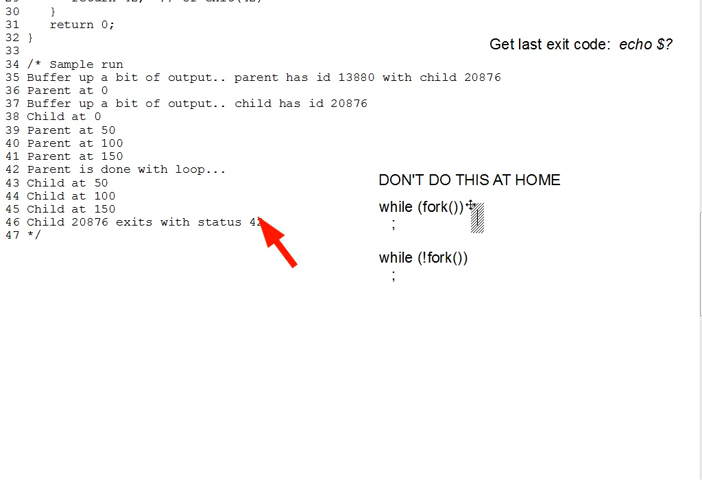 30 }
31 return 0;
32 }
33
34 /* Sample run
35 Buffer up a bit of output.. parent has id 13880 with child 20876
36 Parent at 0
37 Buffer up a bit of output.. child has id 20876
38 Child at 0
39 Parent at 50
40 Parent at 100
41 Parent at 150
42 Parent is done with loop...
43 Child at 50
44 Child at 100
45 Child at 150
46 Child 20876 exits with status 42
47 */
Get last exit code: echo $?
DON'T DO THIS AT HOME
while (fork())
;
while (!fork())
;